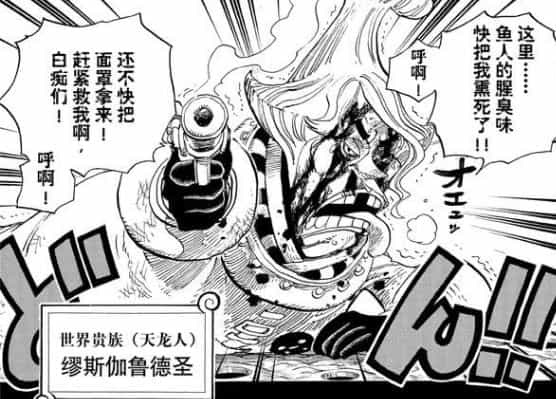 这里……
鱼人的腥臭味
快把我熏死了!!
呼啊!
还不快把
面罩拿来!
赶紧救我啊,
白痴们!
呼啊!
オエェッ
ド
ン!!
世界贵族（天龙人）
缪斯伽鲁德圣